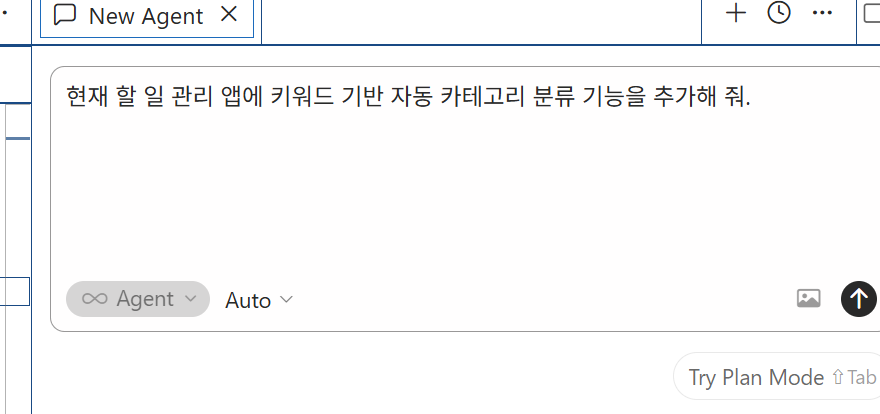 New Agent
현재 할 일 관리 앱에 키워드 기반 자동 카테고리 분류 기능을 추가해 줘.
Agent Auto
Try Plan Mode ⇧Tab